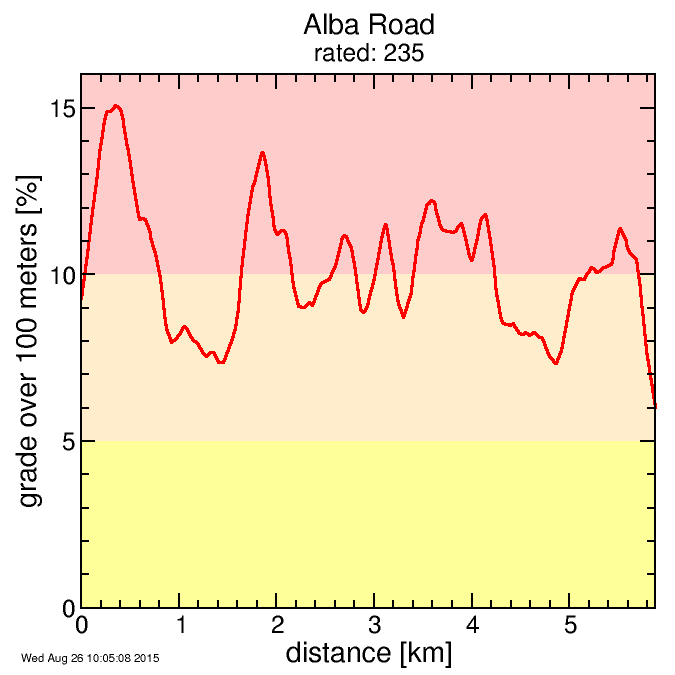 Alba Road
rated: 235
grade over 100 meters [%]
15
10
5
0
0 1 2 3 4 5
distance [km]
Wed Aug 26 10:05:08 2015